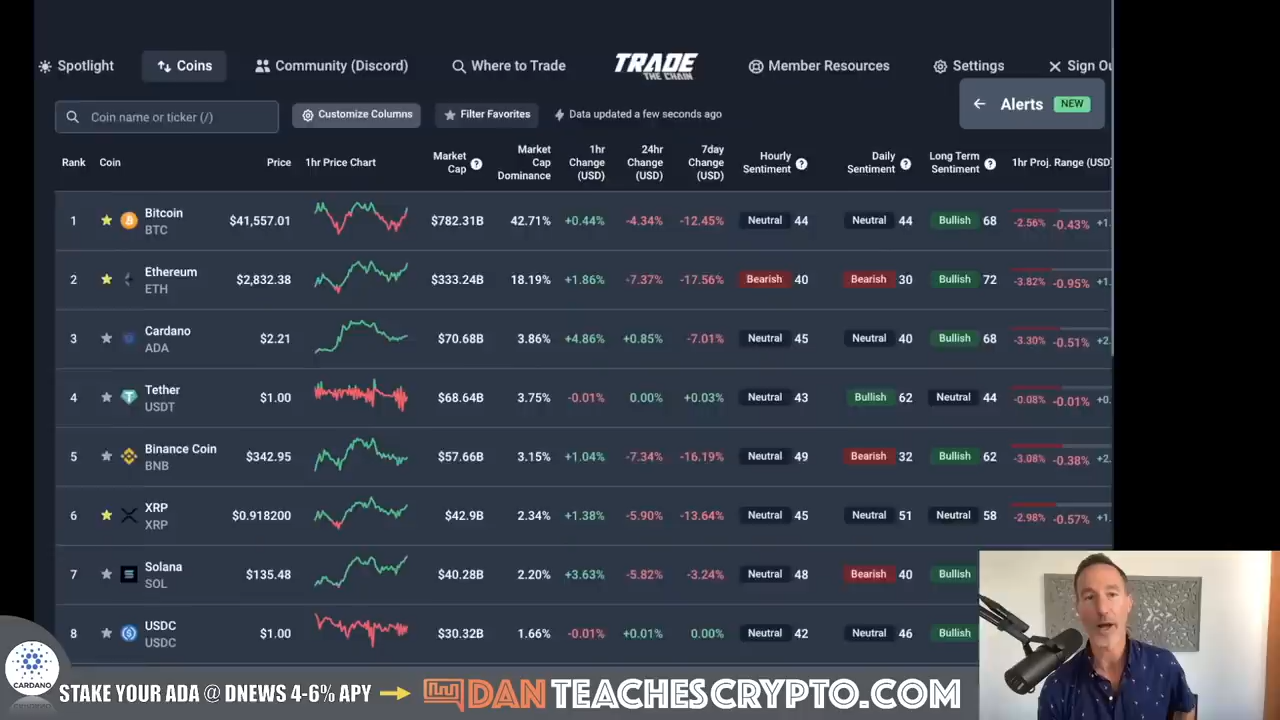 Spotlight Coins Community (Discord) Where to Trade TRADE THE CHAIN Member Resources Settings Sign Ou
Coin name or ticker (/) Customize Columns Filter Favorites Data updated a few seconds ago Alerts NEW
Rank Coin Price 1hr Price Chart Market Cap ? Market Cap Dominance 1hr Change (USD) 24hr Change (USD) 7day Change (USD) Hourly Sentiment ? Daily Sentiment ? Long Term Sentiment ? 1hr Proj. Range (USD)
1 Bitcoin BTC $41,557.01 $782.31B 42.71% +0.44% -4.34% -12.45% Neutral 44 Neutral 44 Bullish 68 -2.56% -0.43% +1.
2 Ethereum ETH $2,832.38 $333.24B 18.19% +1.86% -7.37% -17.56% Bearish 40 Bearish 30 Bullish 72 -3.82% -0.95% +1.
3 Cardano ADA $2.21 $70.68B 3.86% +4.86% +0.85% -7.01% Neutral 45 Neutral 40 Bullish 68 -3.30% -0.51% +2.
4 Tether USDT $1.00 $68.64B 3.75% -0.01% 0.00% +0.03% Neutral 43 Bullish 62 Neutral 44 -0.08% -0.01% +0.
5 Binance Coin BNB $342.95 $57.66B 3.15% +1.04% -7.34% -16.19% Neutral 49 Bearish 32 Bullish 62 -3.08% -0.38% +2.
6 XRP XRP $0.918200 $42.9B 2.34% +1.38% -5.90% -13.64% Neutral 45 Neutral 51 Neutral 58 -2.98% -0.57% +1.
7 Solana SOL $135.48 $40.28B 2.20% +3.63% -5.82% -3.24% Neutral 48 Bearish 40 Bullish
8 USDC USDC $1.00 $30.32B 1.66% -0.01% +0.01% 0.00% Neutral 42 Neutral 46 Bullish
CARDANO
STAKE YOUR ADA @ DNEWS 4-6% APY DAN TEACHESCRYPTO.COM